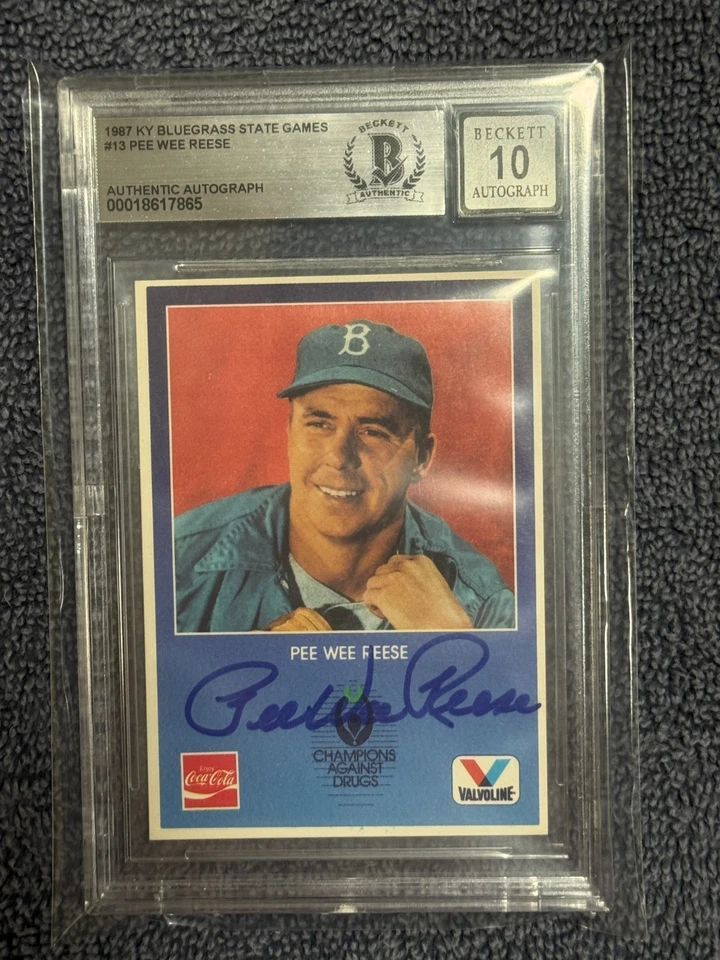 1987 KY BLUEGRASS STATE GAMES
#13 PEE WEE REESE
AUTHENTIC AUTOGRAPH
00018617865
BECKETT
B
AUTHENTIC
BECKETT
10
AUTOGRAPH
B
PEE WEE REESE
Pee Wee Reese
CHAMPIONS
AGAINST
DRUGS
Enjoy
Coca-Cola
VALVOLINE